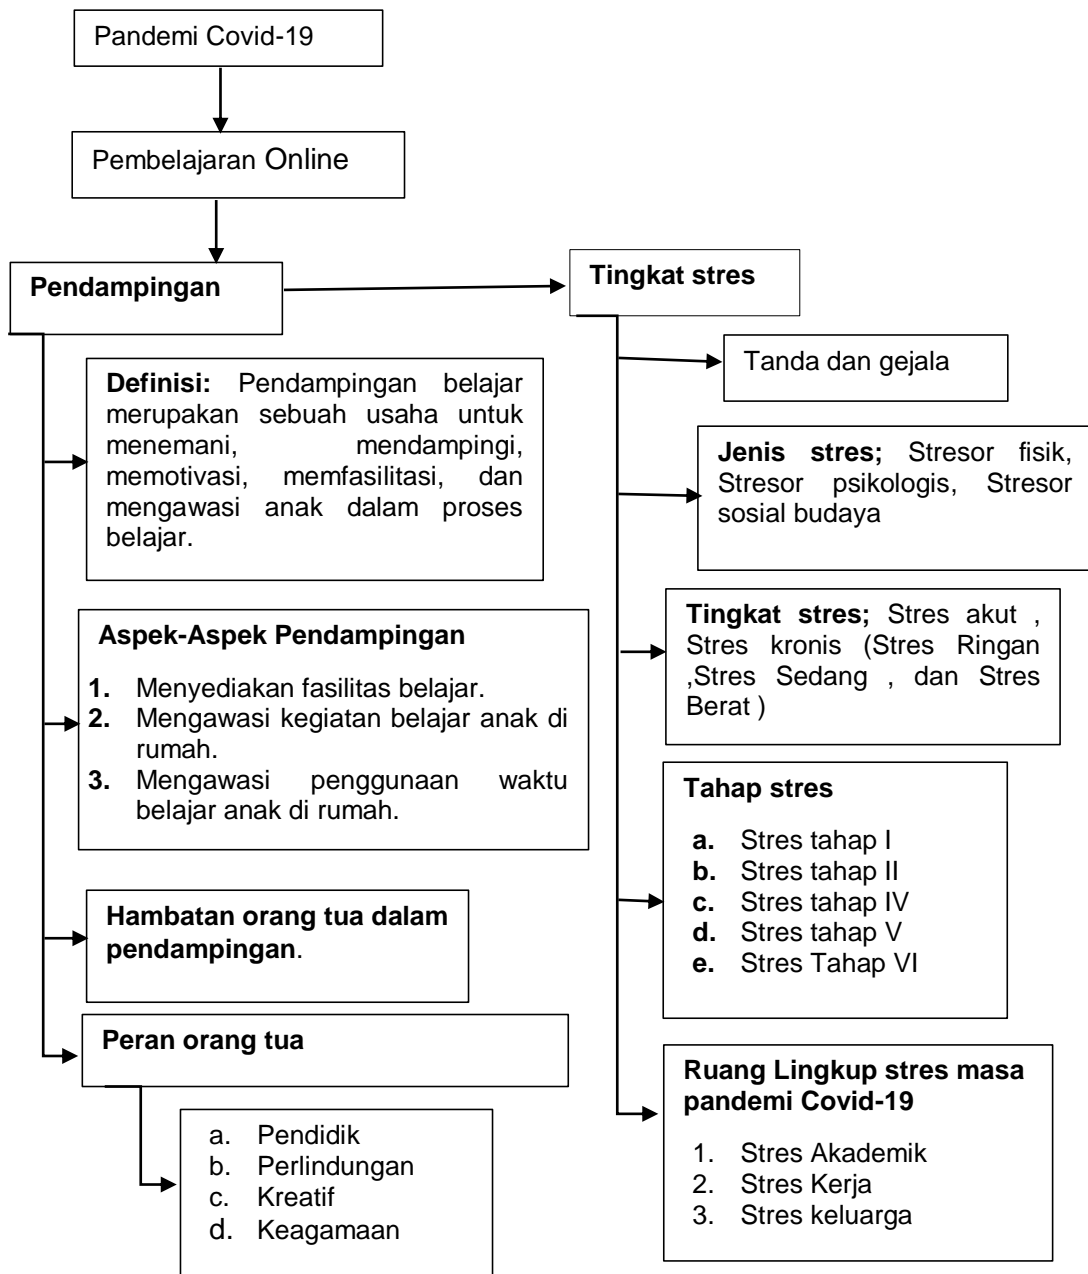 Pandemi Covid-19
Pembelajaran Online
Pendampingan
Definisi: Pendampingan belajar
merupakan sebuah usaha untuk
menemani, mendampingi,
memotivasi, memfasilitasi, dan
mengawasi anak dalam proses
belajar.
Aspek-Aspek Pendampingan
1. Menyediakan fasilitas belajar.
2. Mengawasi kegiatan belajar anak di
rumah.
3. Mengawasi penggunaan waktu
belajar anak di rumah.
Hambatan orang tua dalam
pendampingan.
Peran orang tua
a. Pendidik
b. Perlindungan
c. Kreatif
d. Keagamaan
Tingkat stres
Tanda dan gejala
Jenis stres; Stresor fisik,
Stresor psikologis, Stresor
sosial budaya
Tingkat stres; Stres akut ,
Stres kronis (Stres Ringan
,Stres Sedang , dan Stres
Berat )
Tahap stres
a. Stres tahap I
b. Stres tahap II
c. Stres tahap IV
d. Stres tahap V
e. Stres Tahap VI
Ruang Lingkup stres masa
pandemi Covid-19
1. Stres Akademik
2. Stres Kerja
3. Stres keluarga